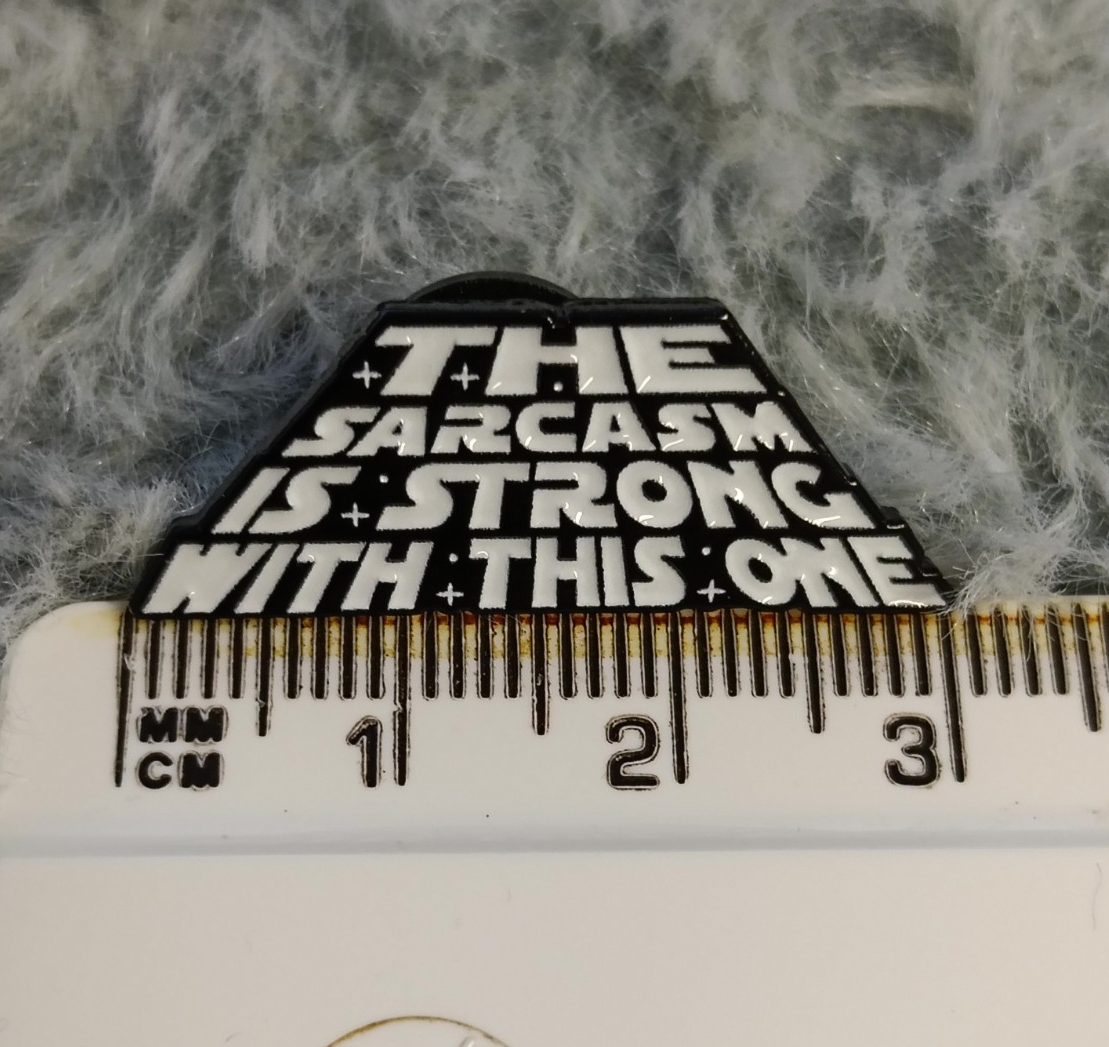 THE
SARCASM
IS STRONG
WITH THIS ONE
MM 1 2 3
CM